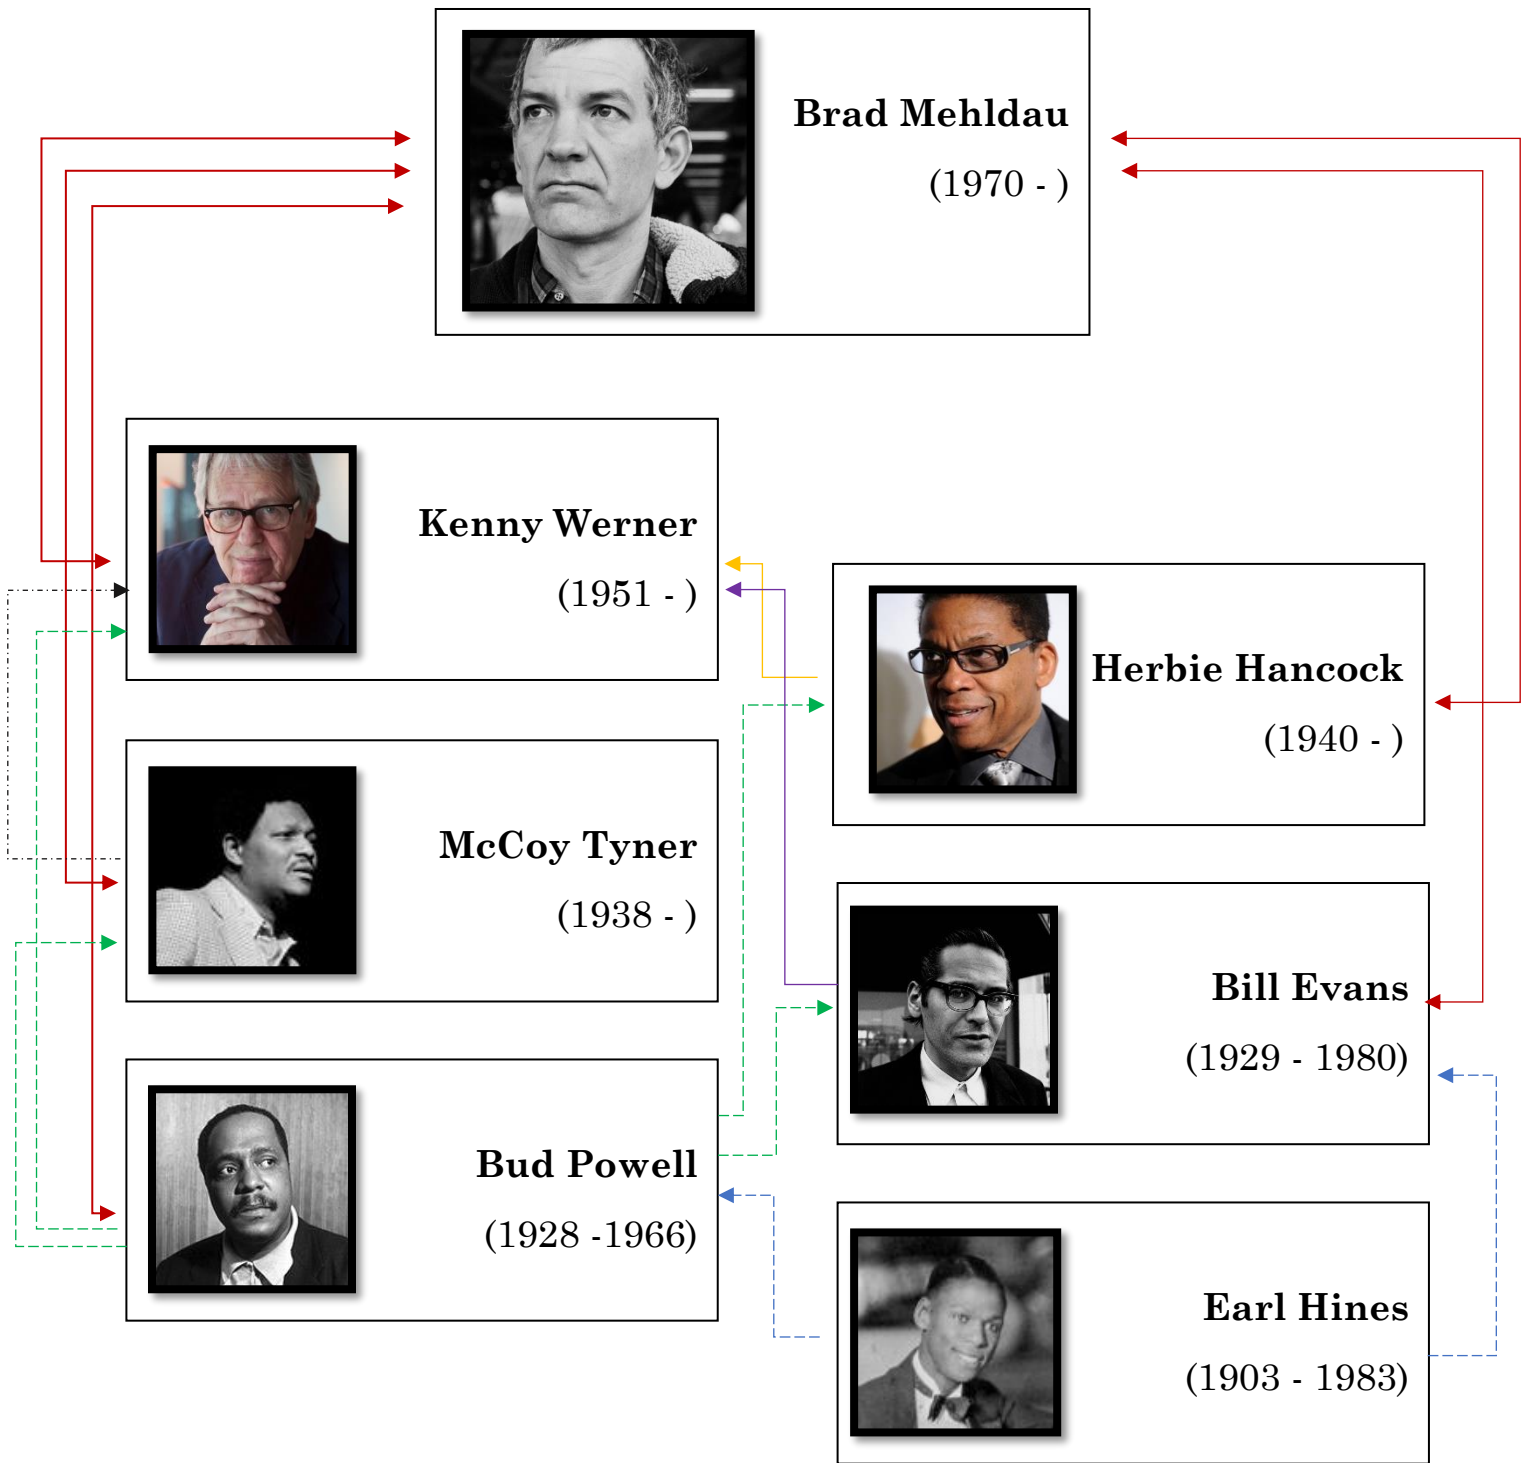 Brad Mehldau
(1970 - )
Kenny Werner
(1951 - )
Herbie Hancock
(1940 - )
McCoy Tyner
(1938 - )
Bill Evans
(1929 - 1980)
Bud Powell
(1928 -1966)
Earl Hines
(1903 - 1983)